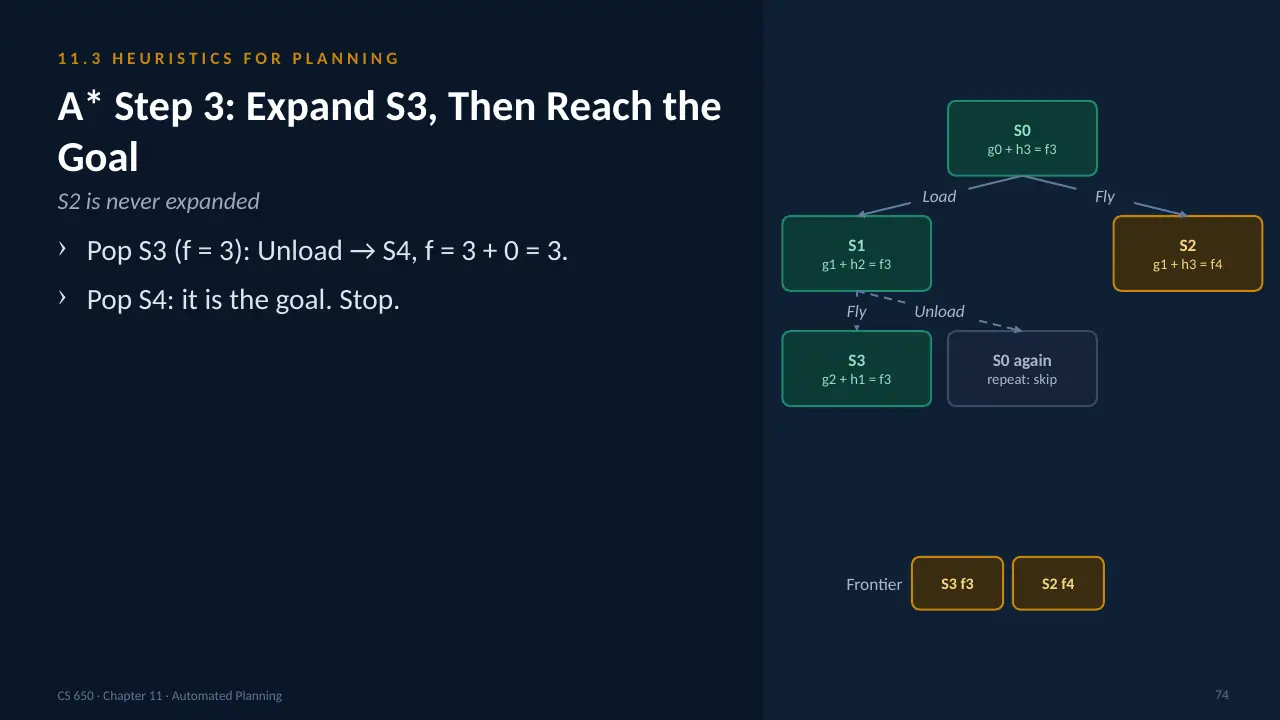 11.3 HEURISTICS FOR PLANNING
A* Step 3: Expand S3, Then Reach the
Goal
S2 is never expanded
› Pop S3 (f = 3): Unload → S4, f = 3 + 0 = 3.
› Pop S4: it is the goal. Stop.
S0
g0 + h3 = f3
Load
Fly
S1
g1 + h2 = f3
S2
g1 + h3 = f4
Fly
Unload
S3
g2 + h1 = f3
S0 again
repeat: skip
Frontier
S3 f3
S2 f4
CS 650 · Chapter 11 · Automated Planning
74